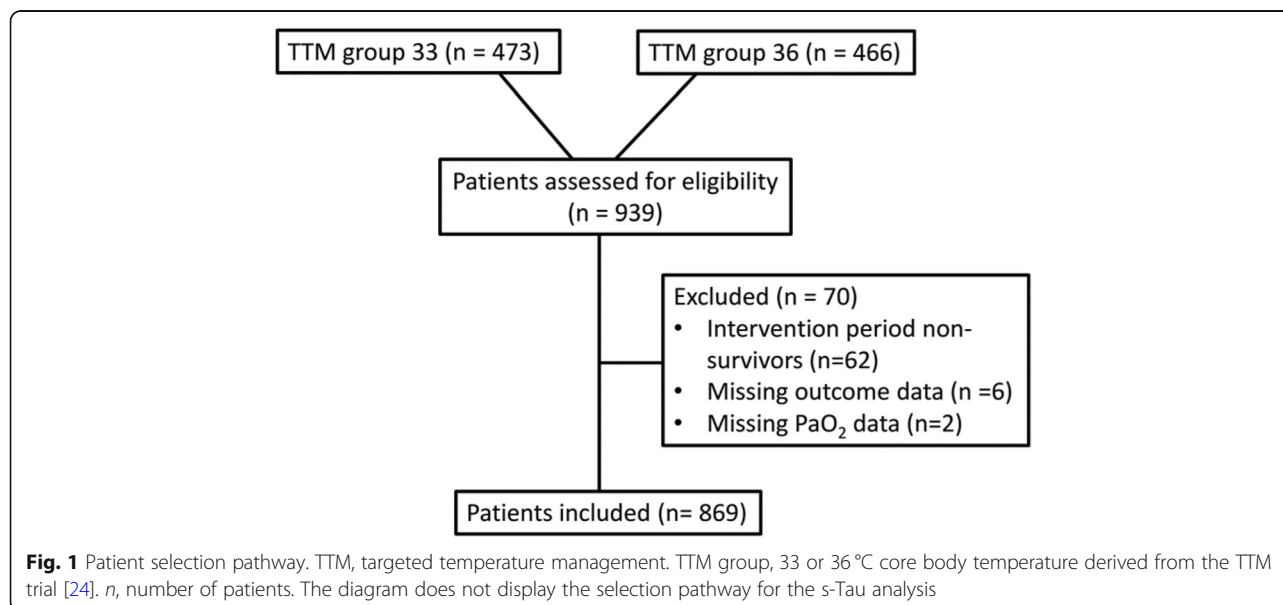 TTM group 33 (n = 473)
TTM group 36 (n = 466)
Patients assessed for eligibility
(n = 939)
Excluded (n = 70)
• Intervention period non-
survivors (n=62)
• Missing outcome data (n =6)
• Missing PaO₂ data (n=2)
Patients included (n= 869)
Fig. 1 Patient selection pathway. TTM, targeted temperature management. TTM group, 33 or 36 °C core body temperature derived from the TTM
trial [24]. n, number of patients. The diagram does not display the selection pathway for the s-Tau analysis